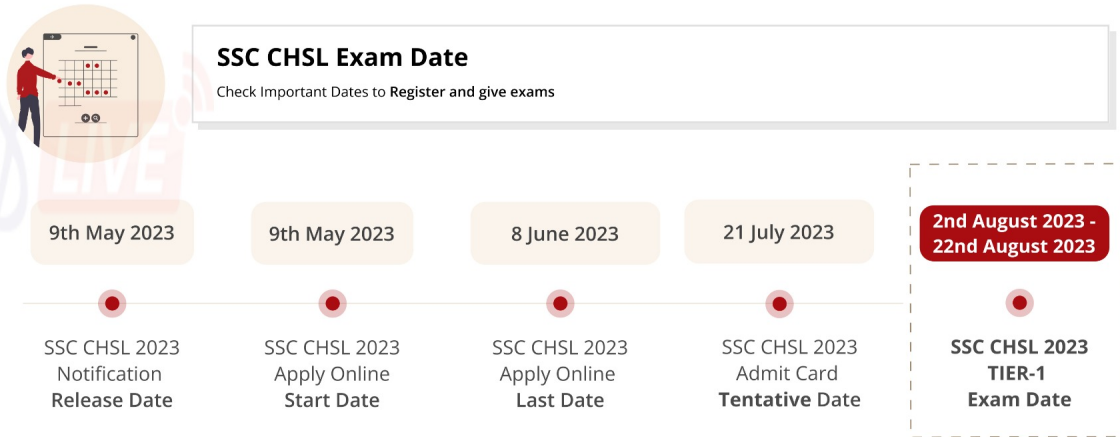 SSC CHSL Exam Date
Check Important Dates to Register and give exams
LIVE
9th May 2023
9th May 2023
8 June 2023
21 July 2023
2nd August 2023 -
22nd August 2023
SSC CHSL 2023
Notification
Release Date
SSC CHSL 2023
Apply Online
Start Date
SSC CHSL 2023
Apply Online
Last Date
SSC CHSL 2023
Admit Card
Tentative Date
SSC CHSL 2023
TIER-1
Exam Date